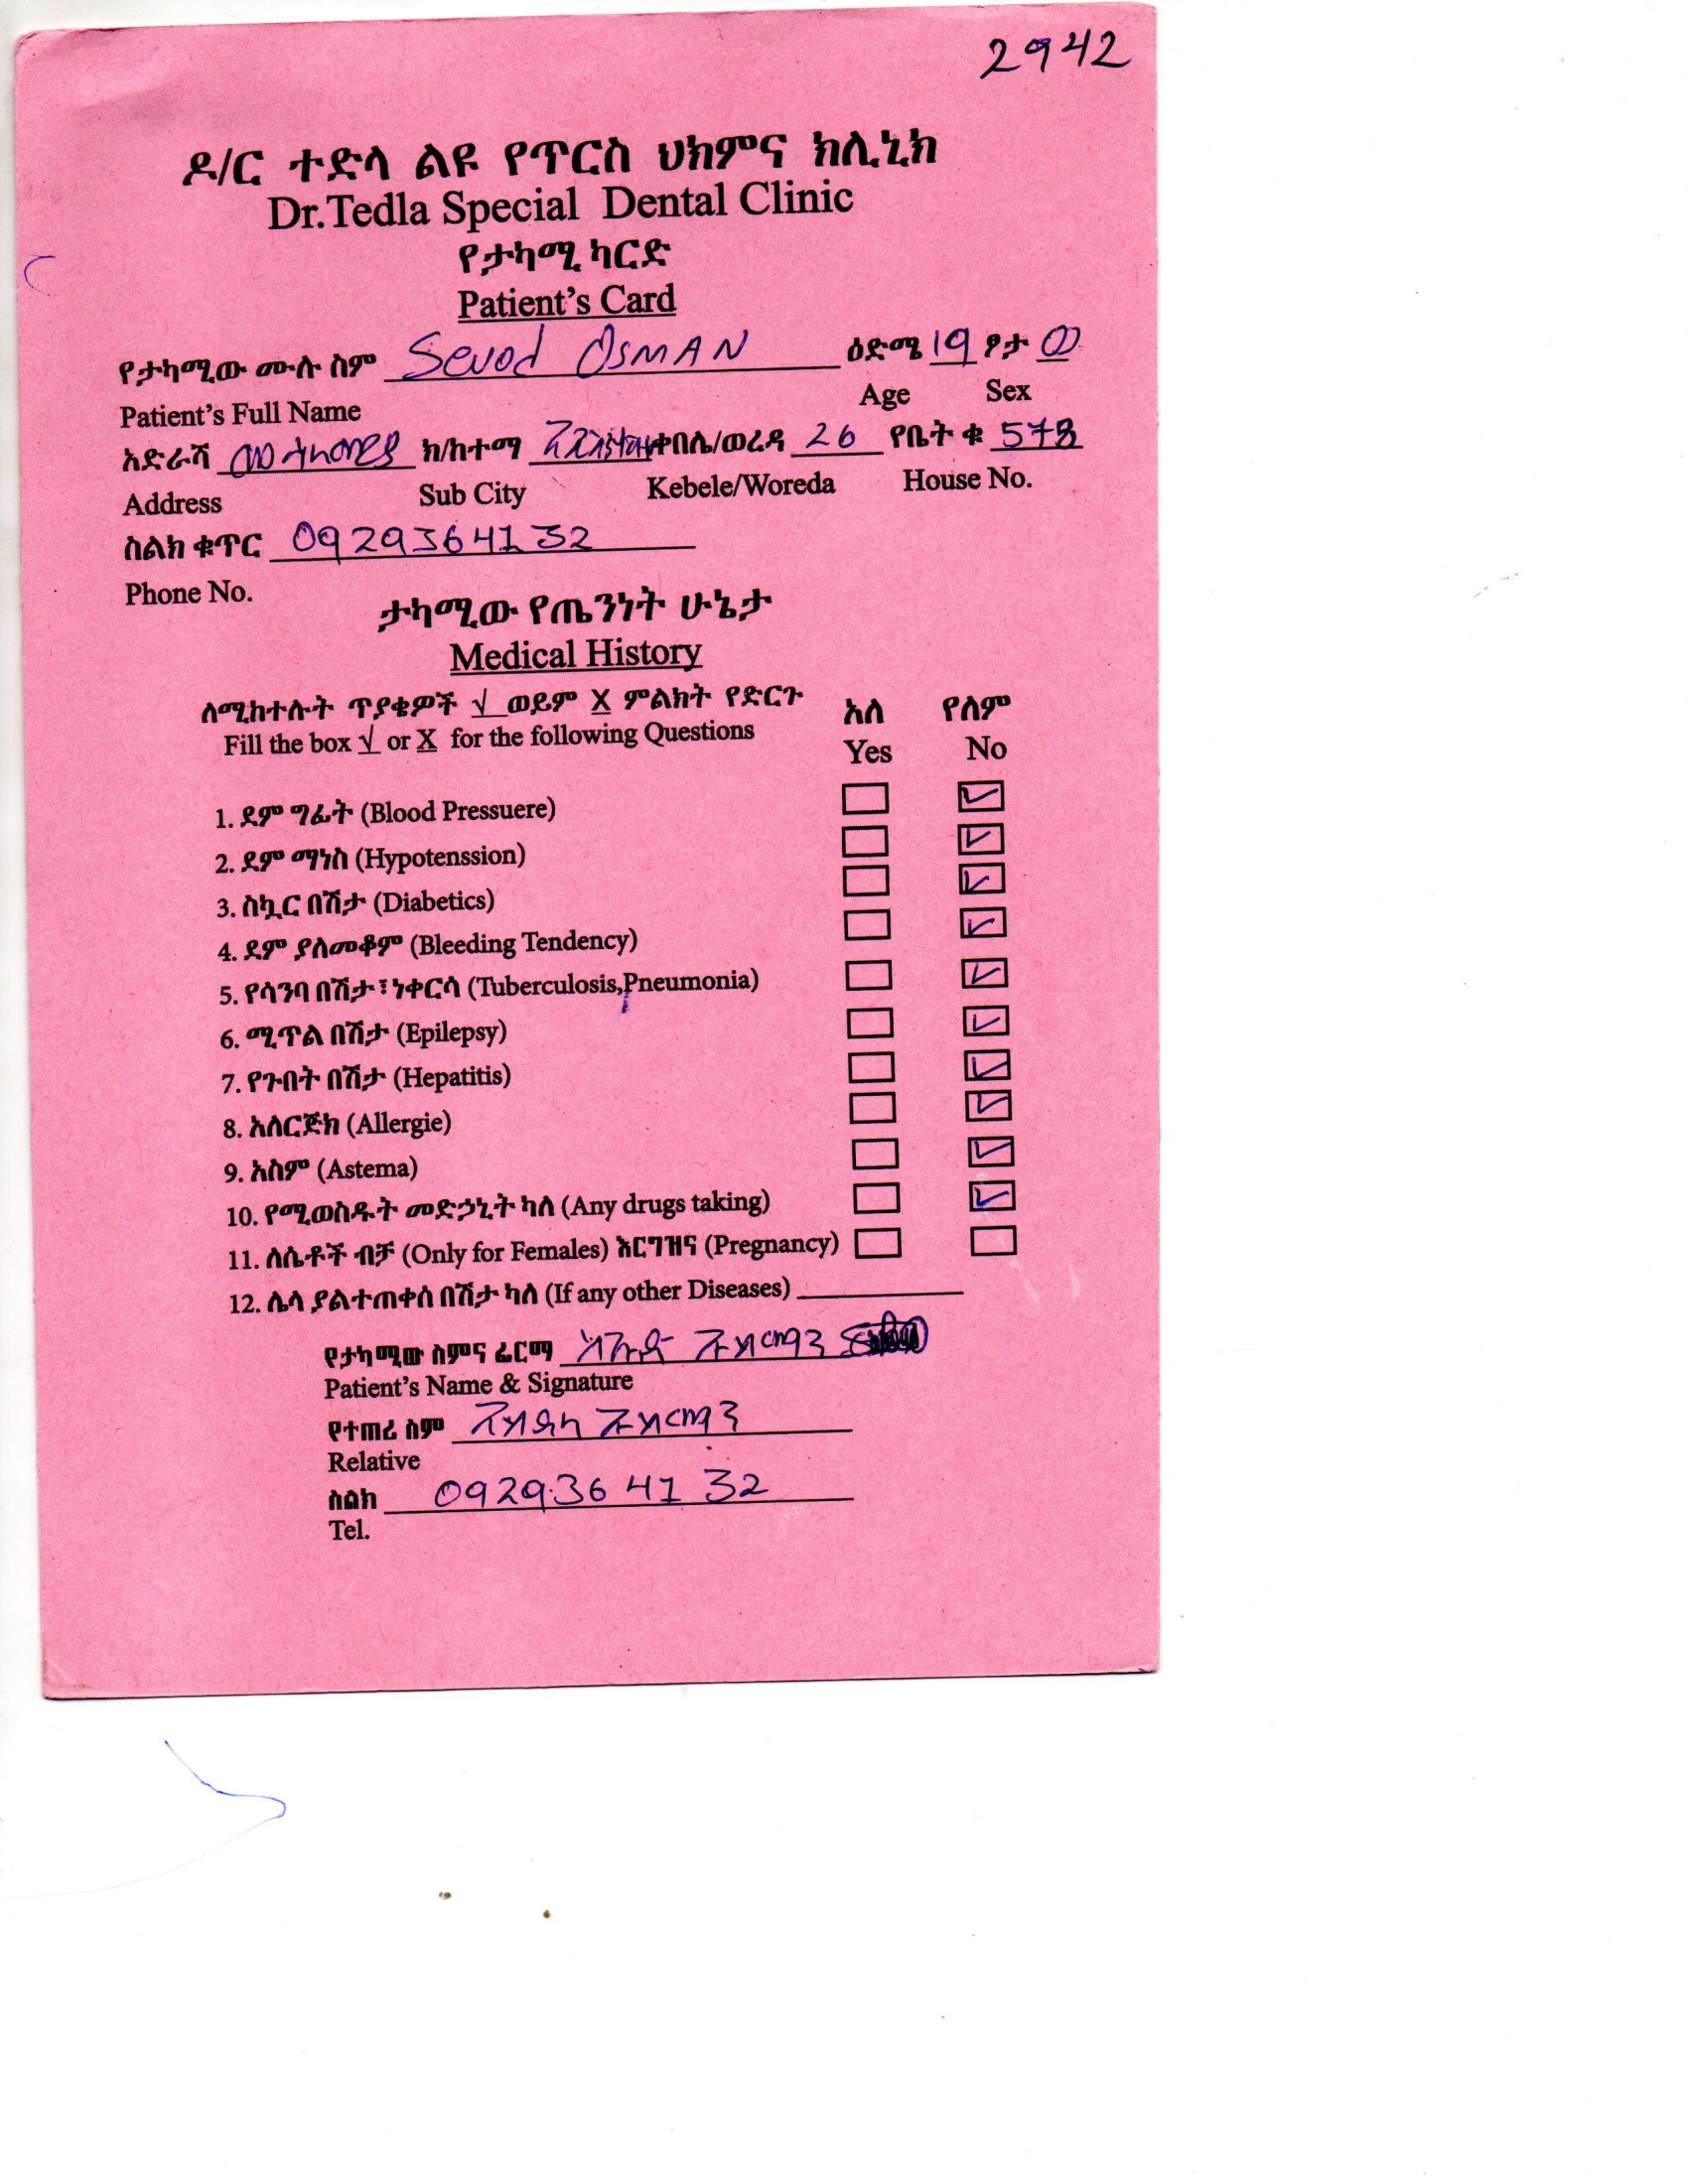 2942
ዶ/ር ተድላ ልዩ የጥርስ ህክምና ክሊኒክ
Dr.Tedla Special Dental Clinic
የታካሚ ካርድ
Patient's Card
የታካሚው ሙሉ ስም Seuod OSMAN ዕድሜ 19 ፆታ ወ
Patient's Full Name Age Sex
አድራሻ ክ/ከተማ ቀበሌ/ወረዳ 26 የቤት ቁ 578
Address Sub City Kebele/Woreda House No.
ስልክ ቁጥር 0929364132
Phone No.
ታካሚው የጤንነት ሁኔታ
Medical History
ለሚከተሉት ጥያቄዎች √ ወይም X ምልክት የድርጉ አለ የለም
Fill the box √ or X for the following Questions Yes No
1. ደም ግፊት (Blood Pressuere) ✓
2. ደም ማነስ (Hypotenssion) ✓
3. ስኳር በሽታ (Diabetics) ✓
4. ደም ያለመቆም (Bleeding Tendency) ✓
5. የሳንባ በሽታ፣ነቀርሳ (Tuberculosis,Pneumonia) ✓
6. ሚጥል በሽታ (Epilepsy) ✓
7. የጉበት በሽታ (Hepatitis) ✓
8. አለርጅክ (Allergie) ✓
9. አስም (Astema) ✓
10. የሚወስዱት መድኃኒት ካለ (Any drugs taking) ✓
11. ለሴቶች ብቻ (Only for Females) እርግዝና (Pregnancy)
12. ሌላ ያልተጠቀሰ በሽታ ካለ (If any other Diseases)
የታካሚው ስምና ፊርማ
Patient's Name & Signature
የተጠሪ ስም
Relative
ስልክ 092936 41 32
Tel.